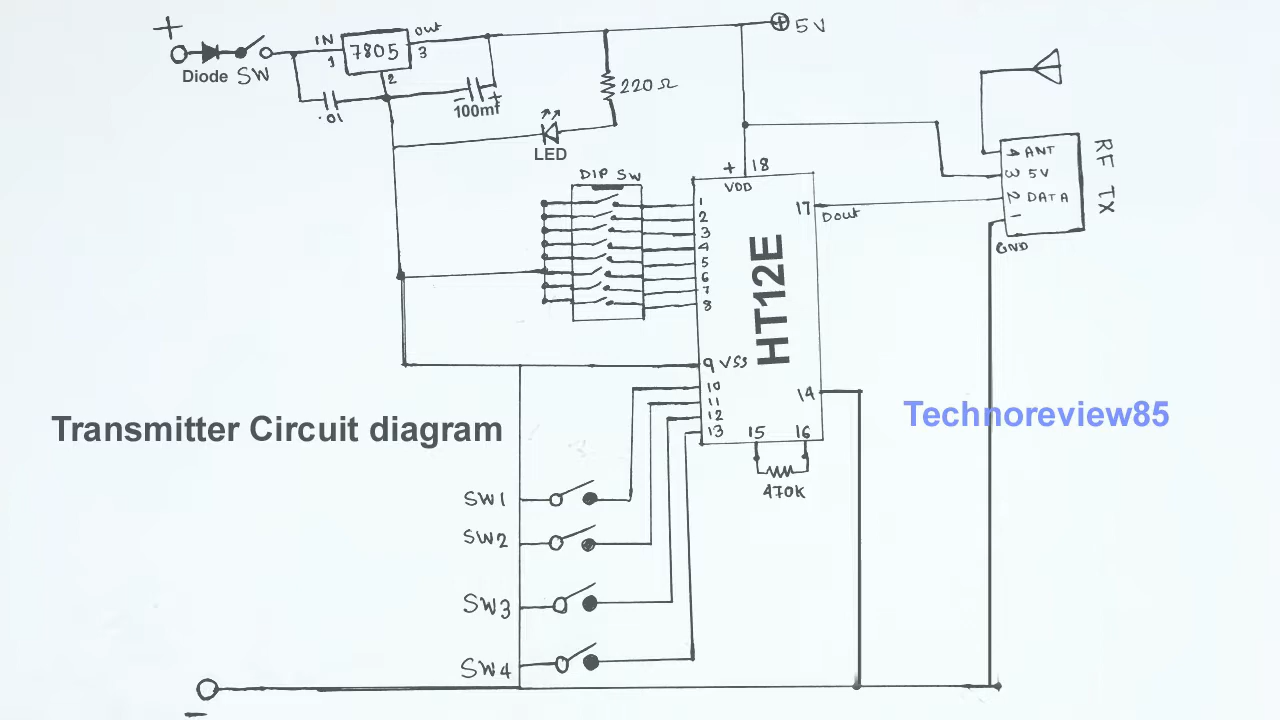 +
IN
out
7805
1
3
2
Diode
SW
.01
-
+
100mf
5V
220Ω
LED
DIP SW
+
18
VDD
1
2
3
4
5
6
7
8
17
Dout
HT12E
4 ANT
3 5V
2 DATA
1
GND
RF TX
9 VSS
10
11
12
13
14
15
16
470K
Transmitter Circuit diagram
Technoreview85
SW1
SW2
SW3
SW4
-